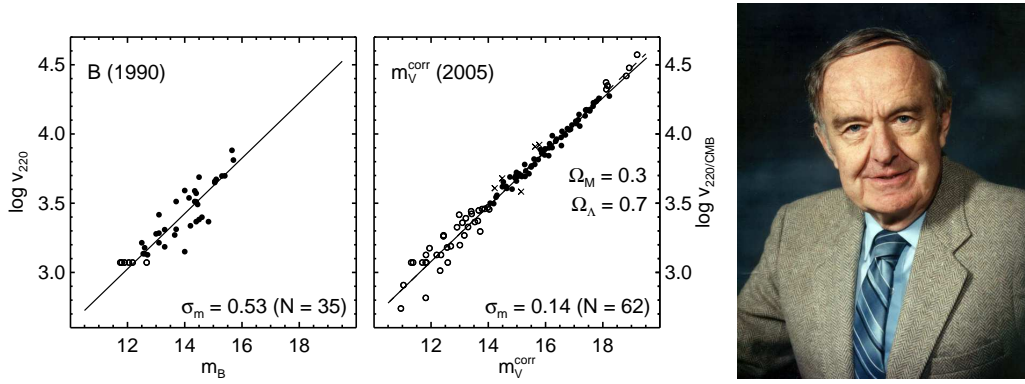 B (1990)
σm = 0.53 (N = 35)
log v220
3.0
3.5
4.0
4.5
12
14
16
18
mB
mVcorr (2005)
ΩM = 0.3
ΩΛ = 0.7
σm = 0.14 (N = 62)
12
14
16
18
mVcorr
4.5
4.0
3.5
3.0
log v220/CMB